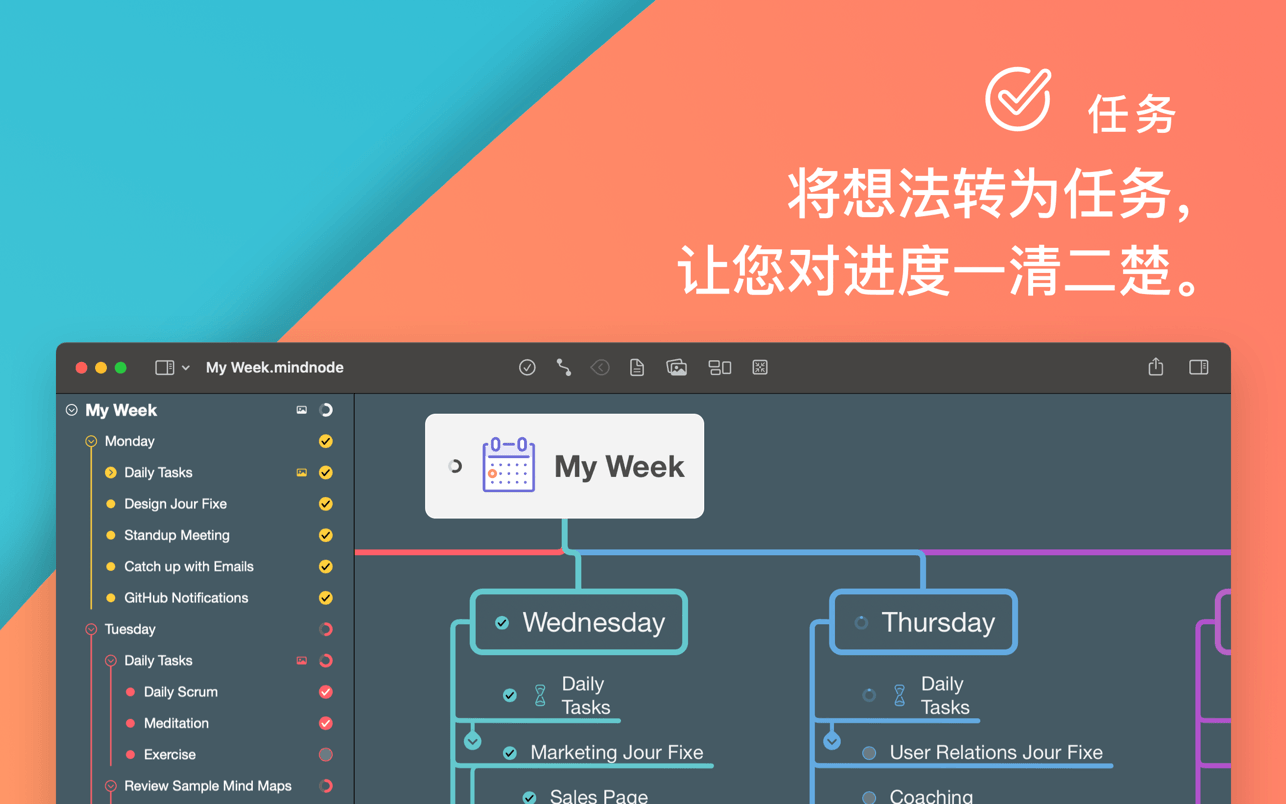 任务
将想法转为任务，
让您对进度一清二楚。
My Week.mindnode
My Week
Monday
Daily Tasks
Design Jour Fixe
Standup Meeting
Catch up with Emails
GitHub Notifications
Tuesday
Daily Tasks
Daily Scrum
Meditation
Exercise
Review Sample Mind Maps
My Week
Wednesday
Daily
Tasks
Marketing Jour Fixe
Sales Page
Thursday
Daily
Tasks
User Relations Jour Fixe
Coaching